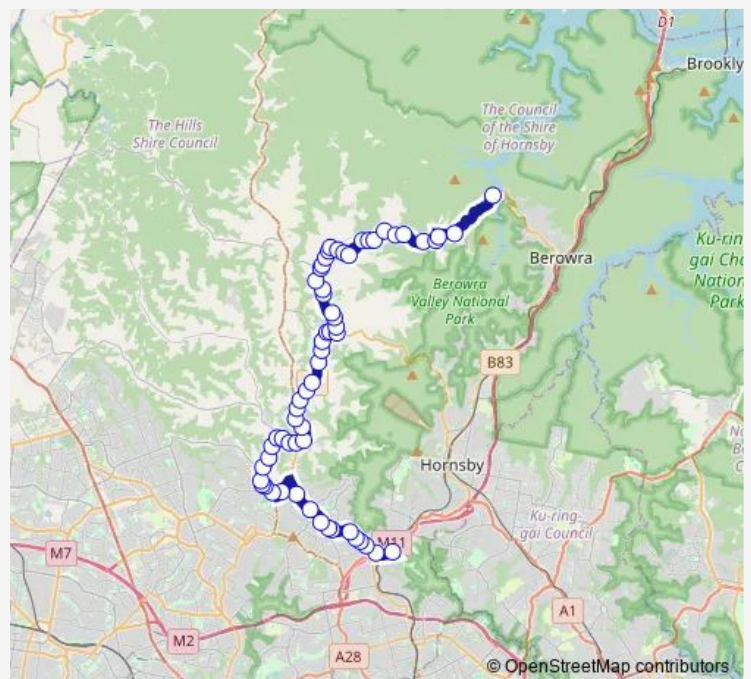 D1
Brookly
The Hills
Shire Council
The Council
of the Shire
of Hornsby
Berowra
Ku-ring-
gai Cha
Nation
Park
Berowra
Valley National
Park
B83
Hornsby
Ku-ring-
gai Council
M11
M7
A1
M2
A28
© OpenStreetMap contributors